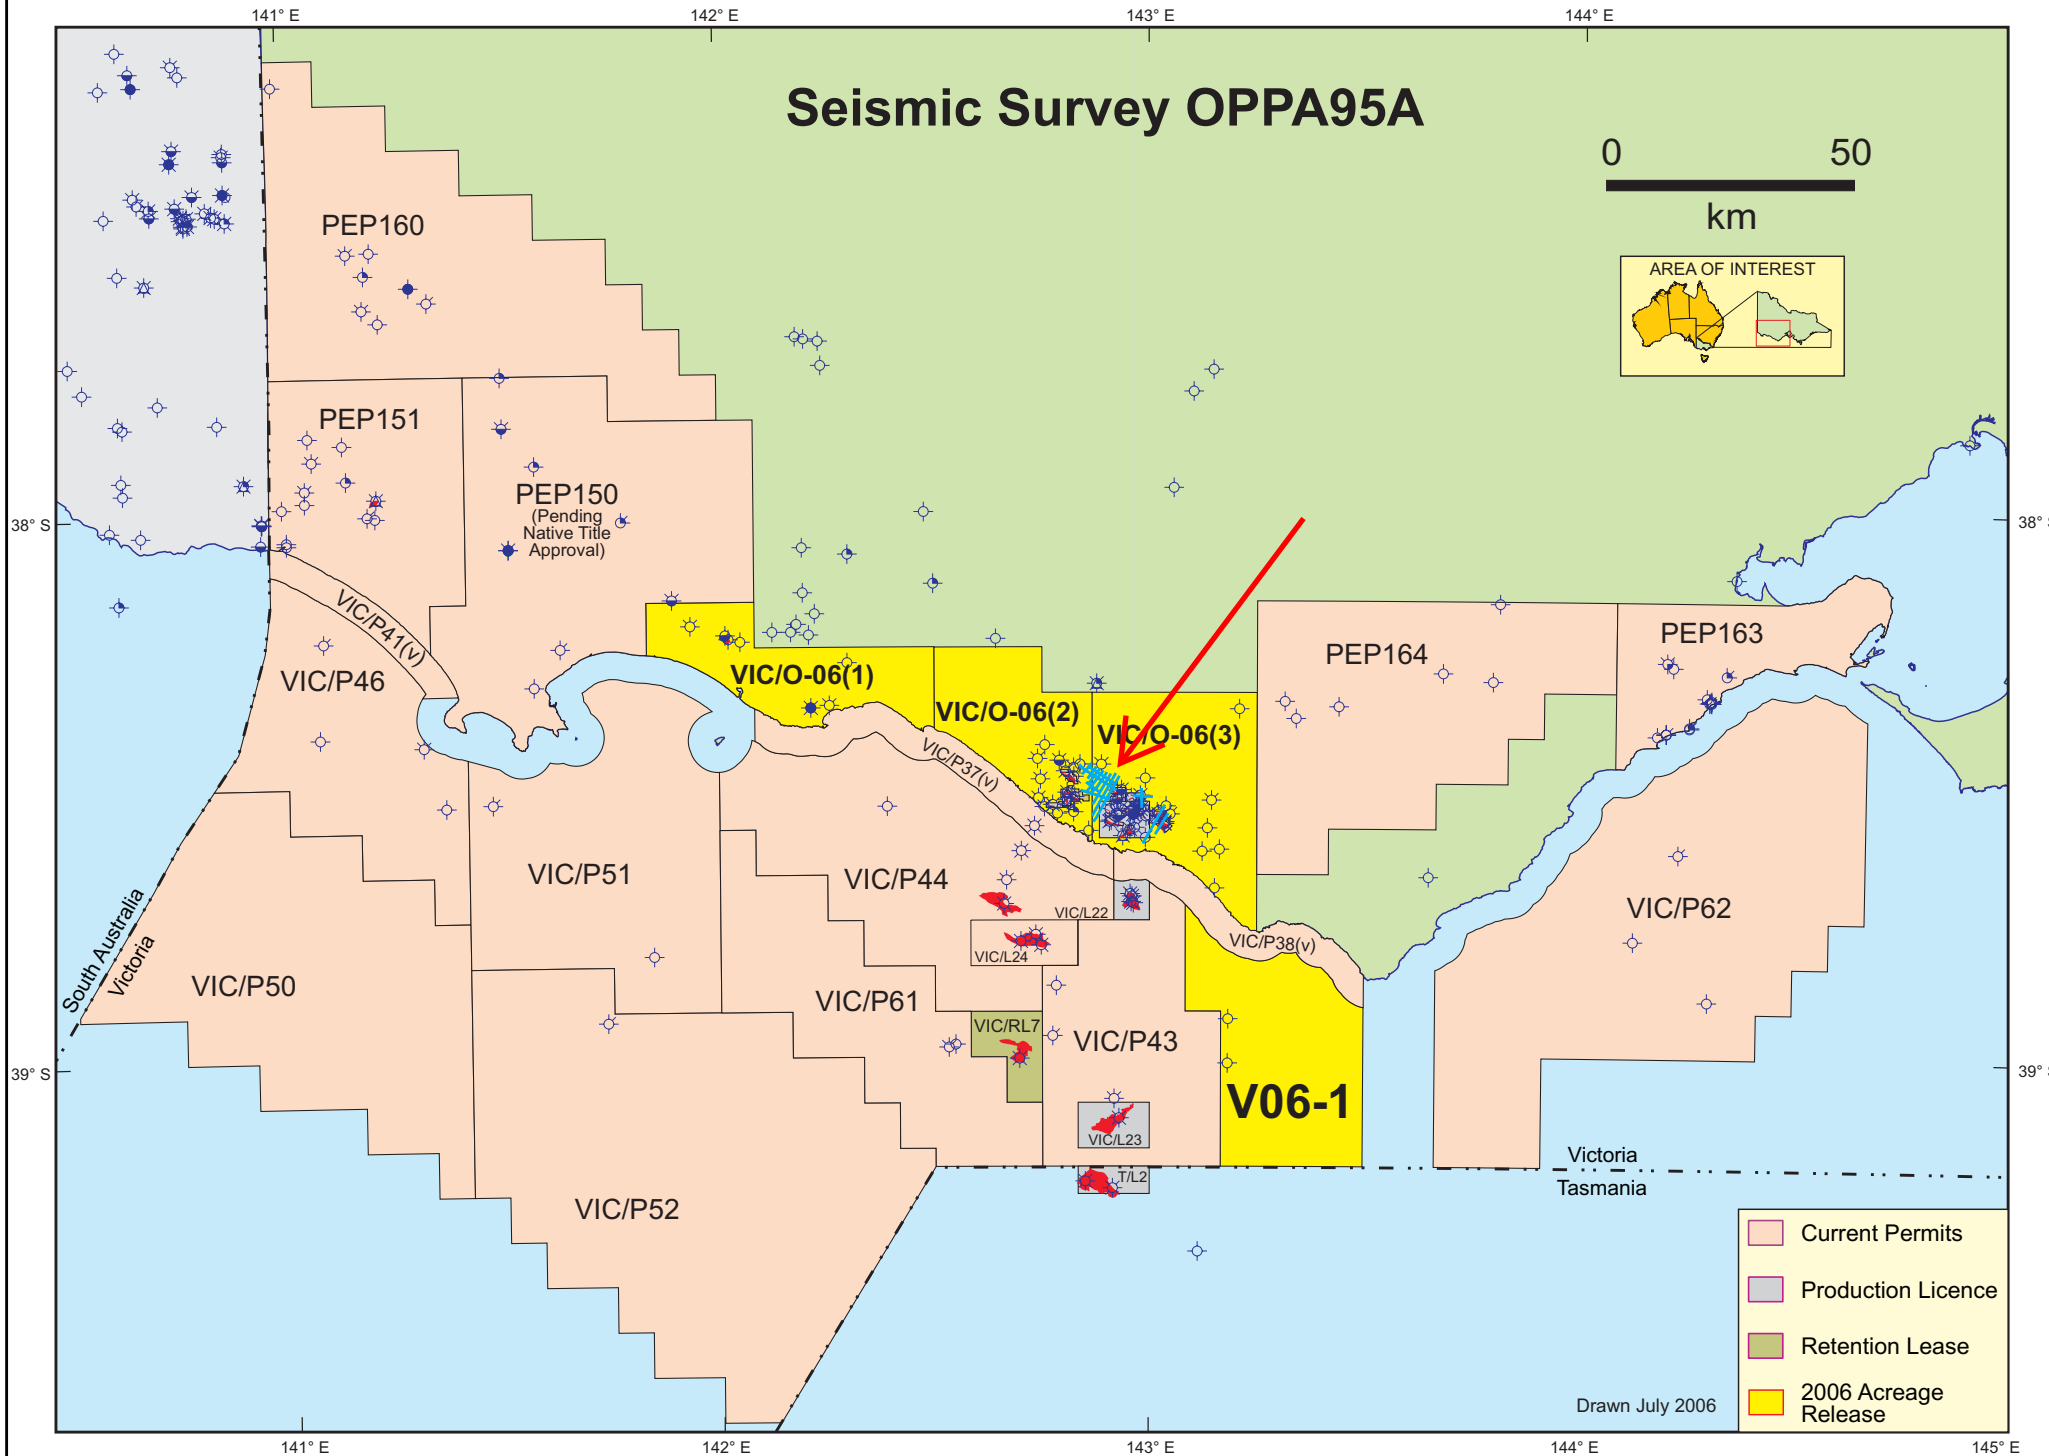 141° E
142° E
143° E
144° E
Seismic Survey OPPA95A
0 50
km
AREA OF INTEREST
PEP160
PEP151
PEP150
(Pending
Native Title
Approval)
38° S
38° S
VIC/P41(v)
VIC/P46
VIC/O-06(1)
VIC/O-06(2)
VIC/O-06(3)
PEP164
PEP163
VIC/P37(v)
VIC/P51
VIC/P44
VIC/L22
VIC/P62
VIC/P38(v)
VIC/L24
South Australia
Victoria
VIC/P50
VIC/P61
VIC/RL7
VIC/P43
39° S
39° S
V06-1
VIC/L23
T/L2
Victoria
Tasmania
VIC/P52
Current Permits
Production Licence
Retention Lease
2006 Acreage
Release
Drawn July 2006
141° E
142° E
143° E
144° E
145° E